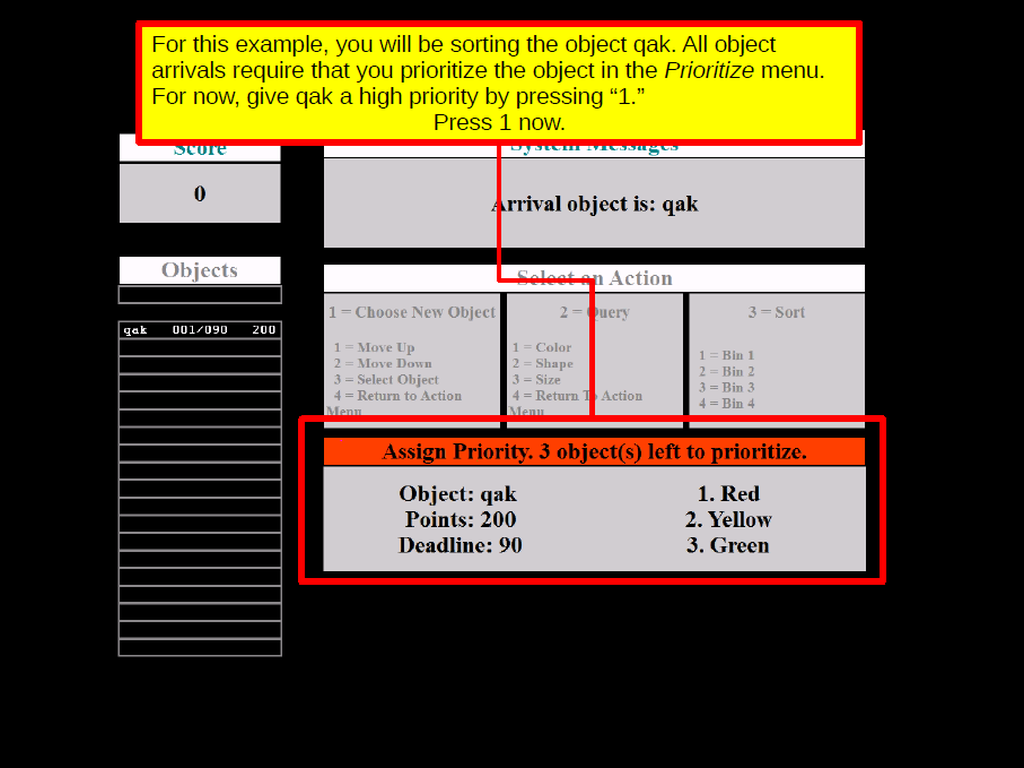 For this example, you will be sorting the object qak. All object
arrivals require that you prioritize the object in the Prioritize menu.
For now, give qak a high priority by pressing “1.”
Press 1 now.
Score
0
System Messages
Arrival object is: qak
Objects
qak 001/090 200
Select an Action
1 = Choose New Object
1 = Move Up
2 = Move Down
3 = Select Object
4 = Return to Action
Menu
2 = Query
1 = Color
2 = Shape
3 = Size
4 = Return To Action
Menu
3 = Sort
1 = Bin 1
2 = Bin 2
3 = Bin 3
4 = Bin 4
Assign Priority. 3 object(s) left to prioritize.
Object: qak
Points: 200
Deadline: 90
1. Red
2. Yellow
3. Green